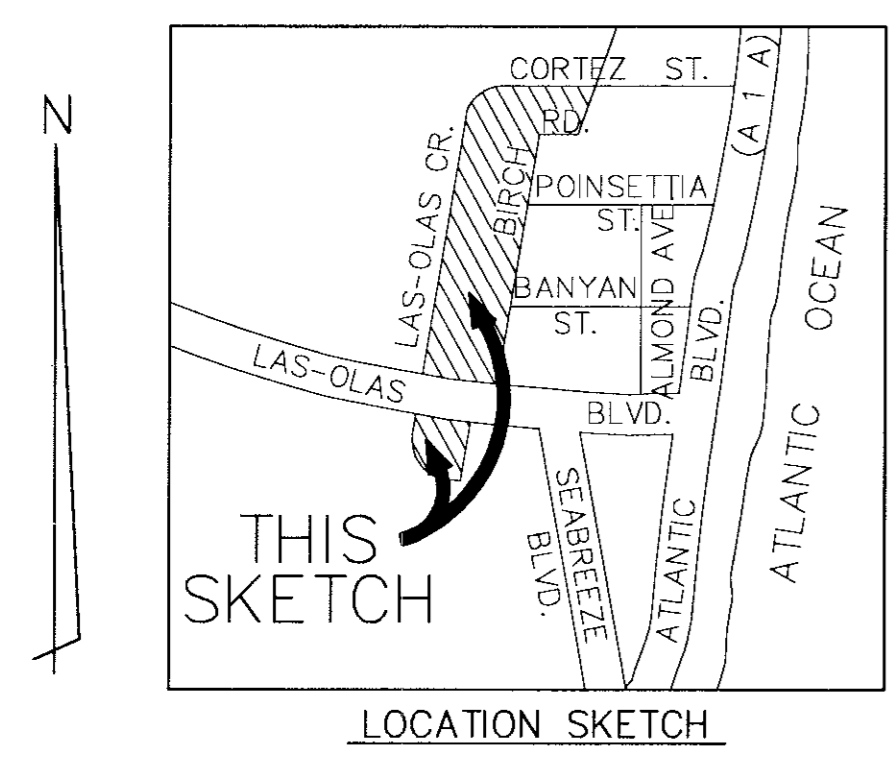 N
CORTEZ ST.
(A 1 A)
RD.
LAS-OLAS CR.
BIRCH
POINSETTIA
ST.
ALMOND AVE
BANYAN
ST.
OCEAN
LAS-OLAS
BLVD.
BLVD.
ATLANTIC
SEABREEZE
BLVD.
ATLANTIC
THIS
SKETCH
LOCATION SKETCH